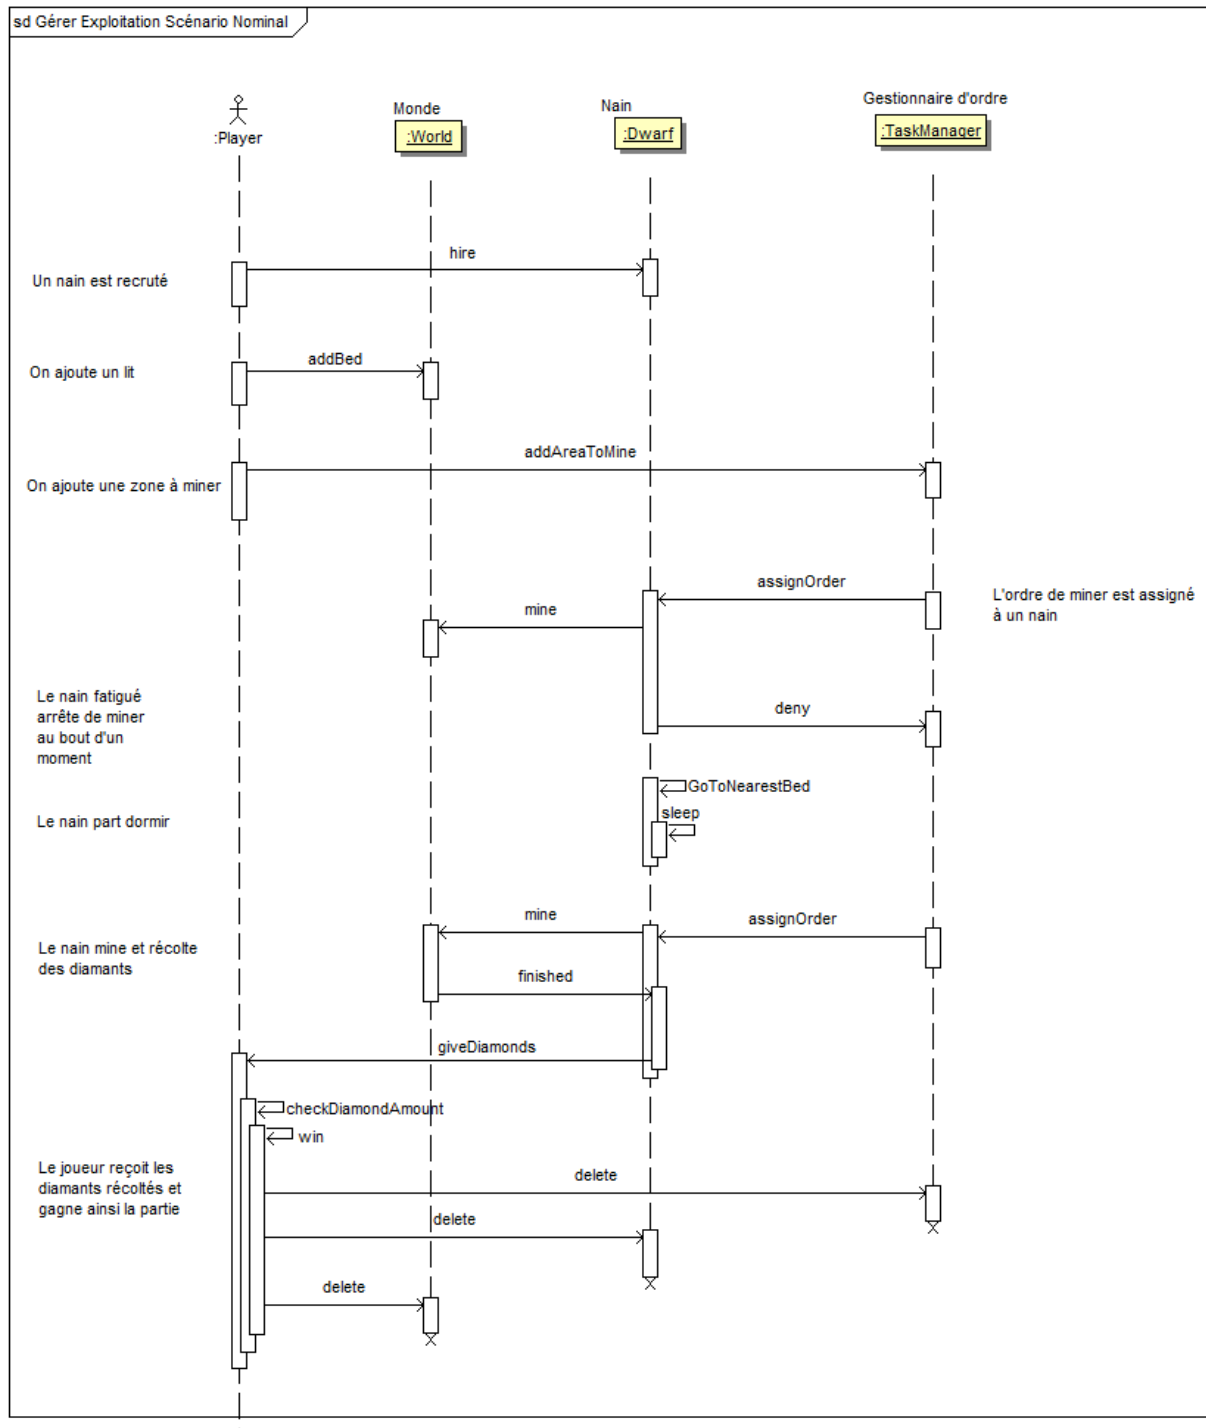 sd Gérer Exploitation Scénario Nominal
Monde
Nain
Gestionnaire d'ordre
:Player
:World
:Dwarf
:TaskManager
hire
Un nain est recruté
addBed
On ajoute un lit
addAreaToMine
On ajoute une zone à miner
assignOrder
L'ordre de miner est assigné
à un nain
mine
Le nain fatigué
arrête de miner
au bout d'un
moment
deny
GoToNearestBed
sleep
Le nain part dormir
mine
assignOrder
Le nain mine et récolte
des diamants
finished
giveDiamonds
checkDiamondAmount
win
Le joueur reçoit les
diamants récoltés et
gagne ainsi la partie
delete
delete
delete